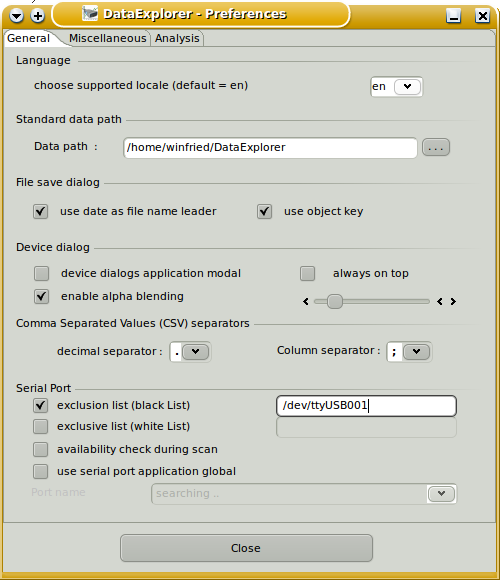 DataExplorer - Preferences
General Miscellaneous Analysis
Language
choose supported locale (default = en) en
Standard data path
Data path : /home/winfried/DataExplorer ...
File save dialog
use date as file name leader use object key
Device dialog
device dialogs application modal always on top
enable alpha blending
Comma Separated Values (CSV) separators
decimal separator : . Column separator : ;
Serial Port
exclusion list (black List) /dev/ttyUSB001
exclusive list (white List)
availability check during scan
use serial port application global
Port name searching ..
Close